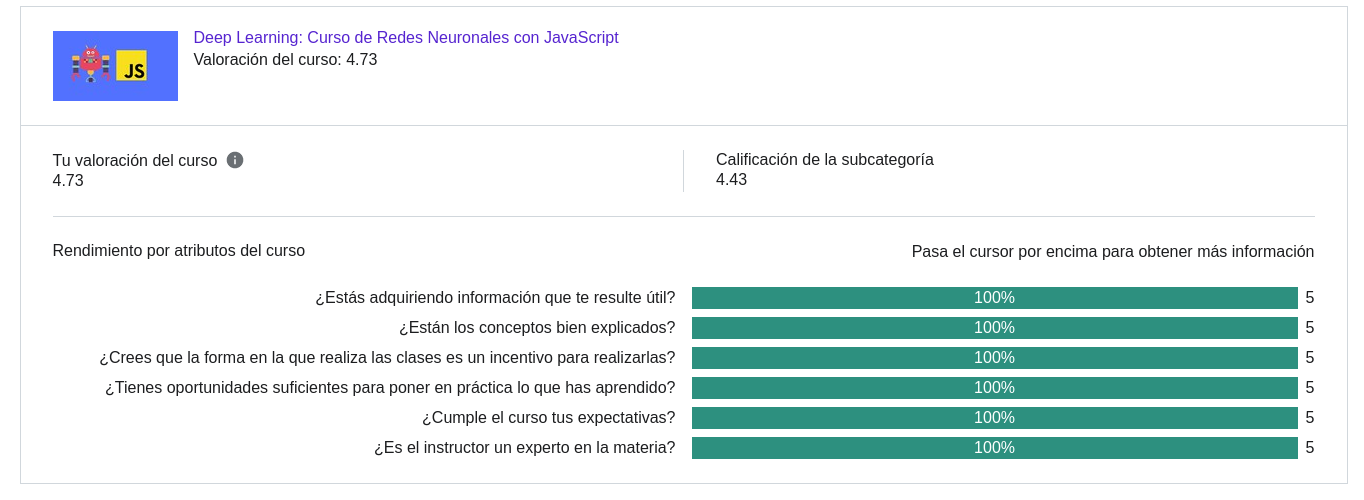 JS
Deep Learning: Curso de Redes Neuronales con JavaScript
Valoración del curso: 4.73
Tu valoración del curso
4.73
Calificación de la subcategoría
4.43
Rendimiento por atributos del curso
Pasa el cursor por encima para obtener más información
¿Estás adquiriendo información que te resulte útil? 100% 5
¿Están los conceptos bien explicados? 100% 5
¿Crees que la forma en la que realiza las clases es un incentivo para realizarlas? 100% 5
¿Tienes oportunidades suficientes para poner en práctica lo que has aprendido? 100% 5
¿Cumple el curso tus expectativas? 100% 5
¿Es el instructor un experto en la materia? 100% 5